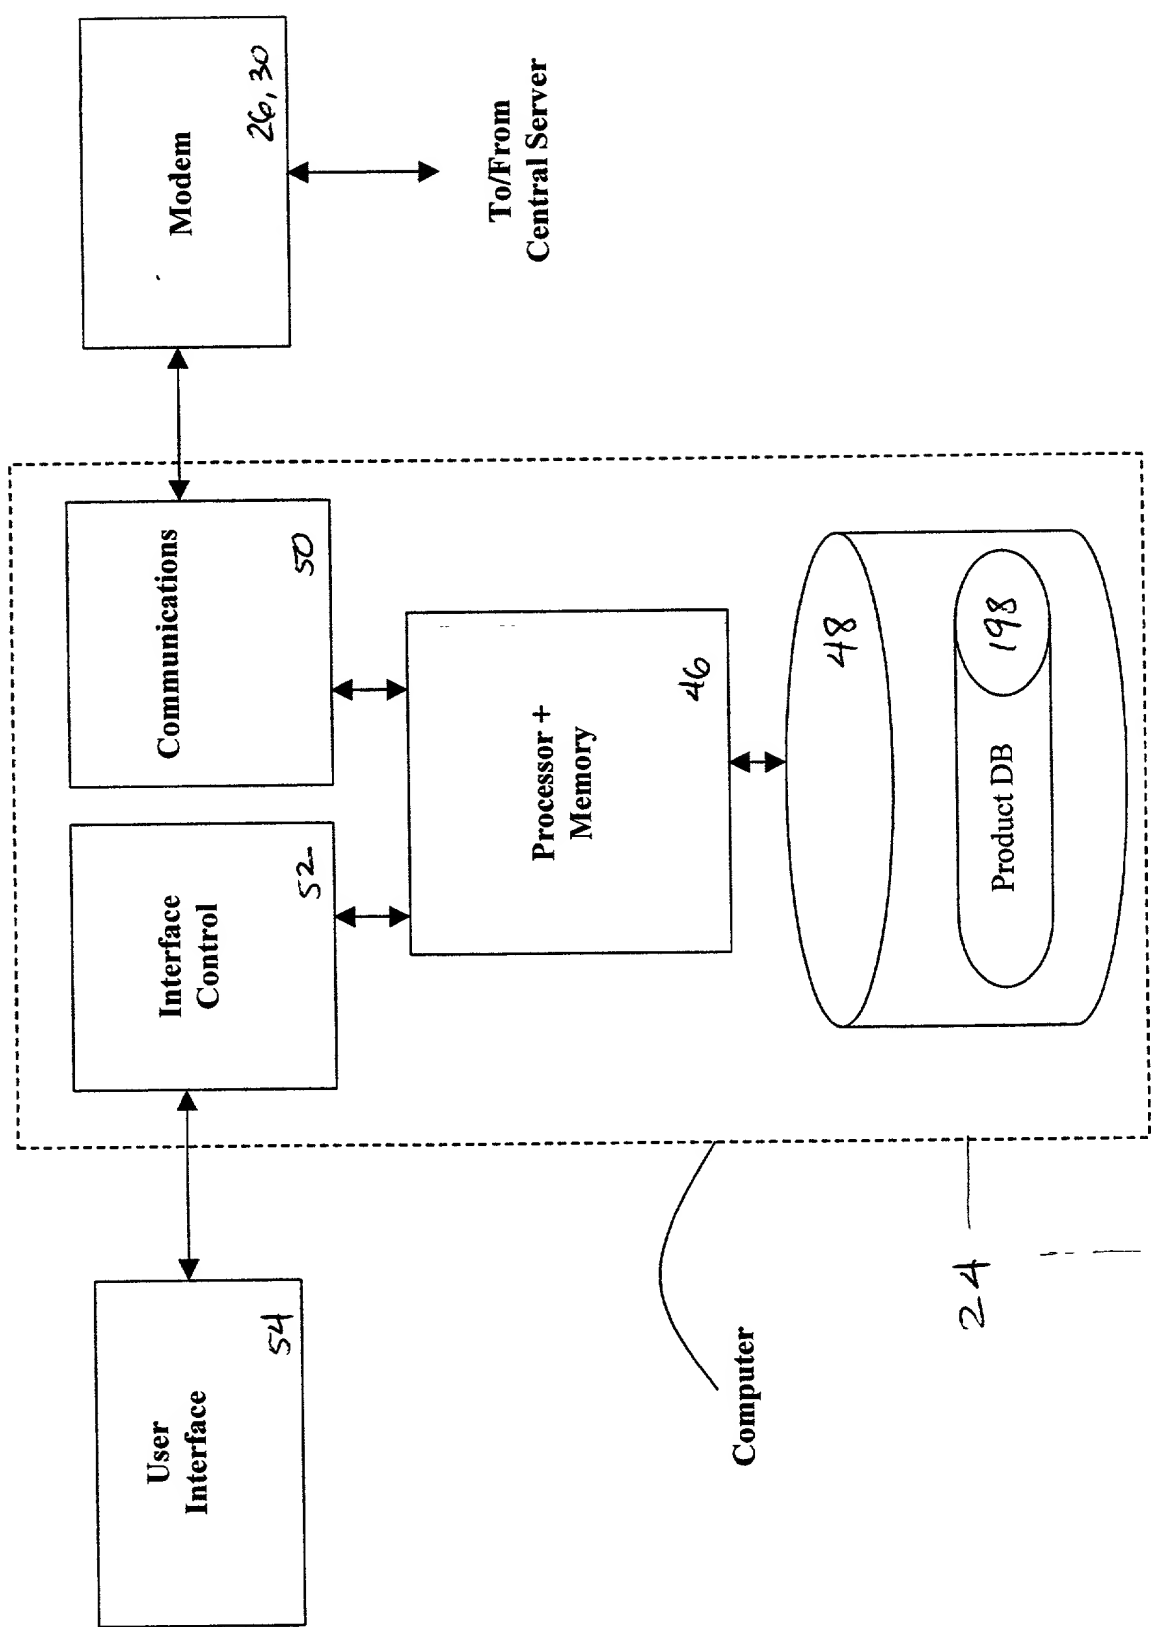 User
Interface
54
Interface
Control
52
Communications
50
Modem
26, 30
To/From
Central Server
Processor +
Memory
46
48
Product DB
198
Computer
24